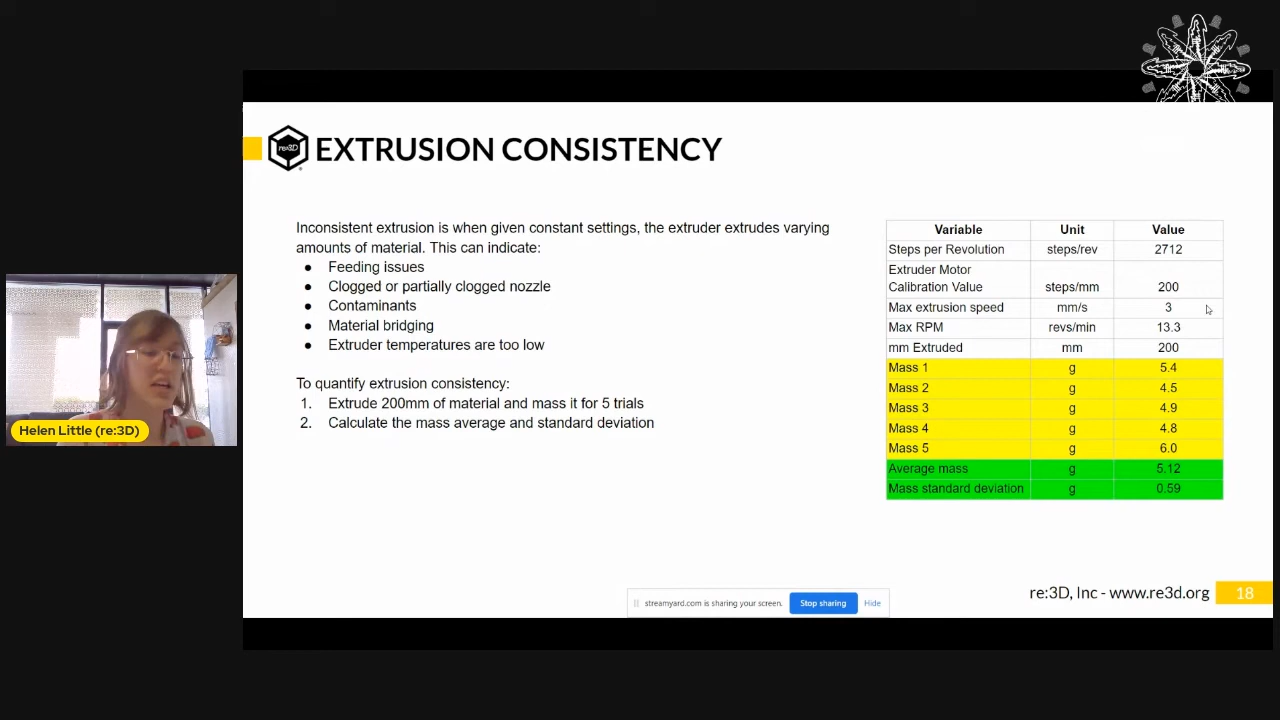 re:3D
EXTRUSION CONSISTENCY
Inconsistent extrusion is when given constant settings, the extruder extrudes varying
amounts of material. This can indicate:
● Feeding issues
● Clogged or partially clogged nozzle
● Contaminants
● Material bridging
● Extruder temperatures are too low
To quantify extrusion consistency:
1. Extrude 200mm of material and mass it for 5 trials
2. Calculate the mass average and standard deviation
Variable Unit Value
Steps per Revolution steps/rev 2712
Extruder Motor
Calibration Value steps/mm 200
Max extrusion speed mm/s 3
Max RPM revs/min 13.3
mm Extruded mm 200
Mass 1 g 5.4
Mass 2 g 4.5
Mass 3 g 4.9
Mass 4 g 4.8
Mass 5 g 6.0
Average mass g 5.12
Mass standard deviation g 0.59
Helen Little (re:3D)
re:3D, Inc - www.re3d.org 18
streamyard.com is sharing your screen. Stop sharing Hide